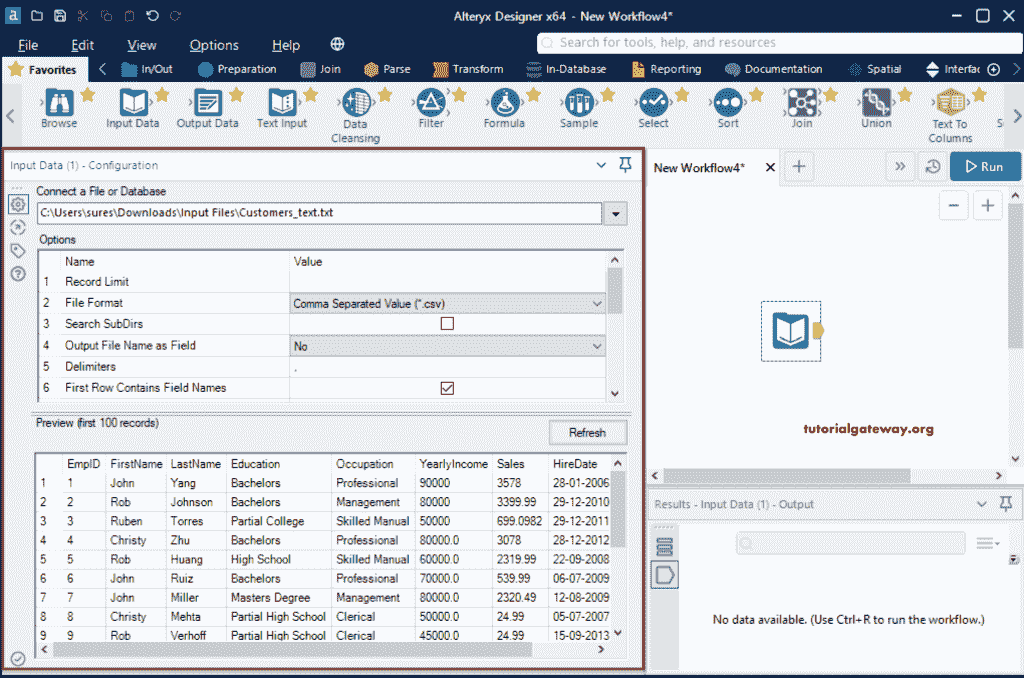 Alteryx Designer x64 - New Workflow4*
File Edit View Options Help
Search for tools, help, and resources
Favorites In/Out Preparation Join Parse Transform In-Database Reporting Documentation Spatial Interfac
Browse Input Data Output Data Text Input Data Cleansing Filter Formula Sample Select Sort Join Union Text To Columns S
Input Data (1) - Configuration
Connect a File or Database
C:\Users\sures\Downloads\Input Files\Customers_text.txt
Options
Name Value
1 Record Limit
2 File Format Comma Separated Value (*.csv)
3 Search SubDirs
4 Output File Name as Field No
5 Delimiters ,
6 First Row Contains Field Names
Preview (first 100 records)
Refresh
EmpID FirstName LastName Education Occupation YearlyIncome Sales HireDate
1 1 John Yang Bachelors Professional 90000 3578 28-01-2006
2 2 Rob Johnson Bachelors Management 80000 3399.99 29-12-2010
3 3 Ruben Torres Partial College Skilled Manual 50000 699.0982 29-12-2011
4 4 Christy Zhu Bachelors Professional 80000.0 3078 28-12-2012
5 5 Rob Huang High School Skilled Manual 60000.0 2319.99 22-09-2008
6 6 John Ruiz Bachelors Professional 70000.0 539.99 06-07-2009
7 7 John Miller Masters Degree Management 80000.0 2320.49 12-08-2009
8 8 Christy Mehta Partial High School Clerical 50000.0 24.99 05-07-2007
9 9 Rob Verhoff Partial High School Clerical 45000.0 24.99 15-09-2013
New Workflow4*
Run
tutorialgateway.org
Results - Input Data (1) - Output
No data available. (Use Ctrl+R to run the workflow.)